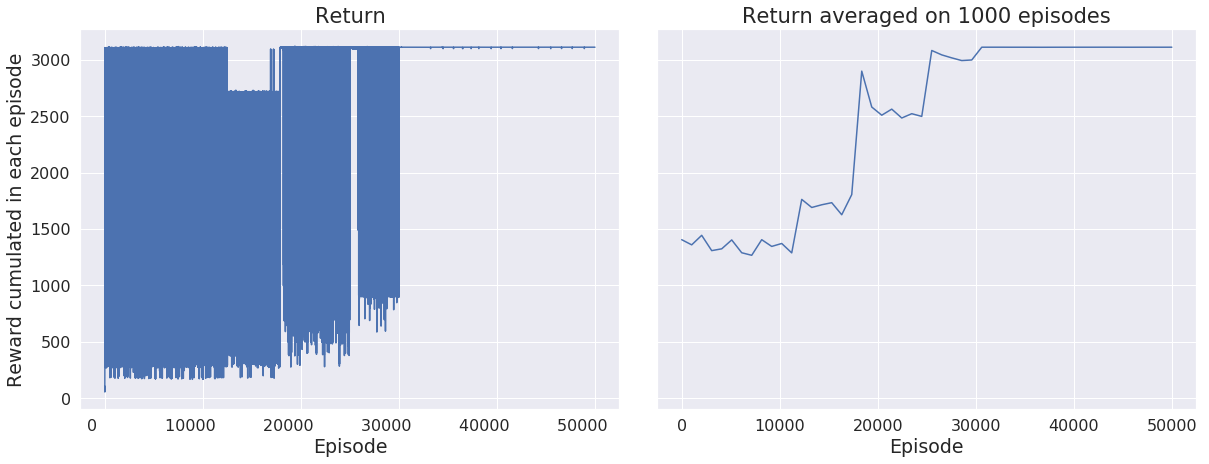 Return
Reward cumulated in each episode
3000
2500
2000
1500
1000
500
0
0 10000 20000 30000 40000 50000
Episode
Return averaged on 1000 episodes
0 10000 20000 30000 40000 50000
Episode